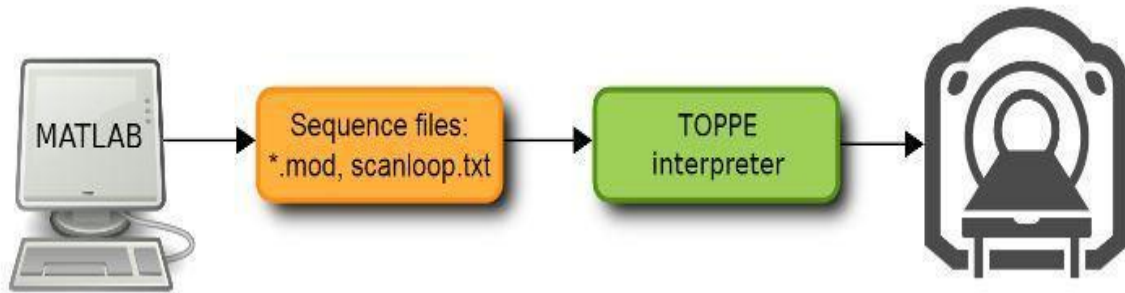 MATLAB
Sequence files:
*.mod, scanloop.txt
TOPPE
interpreter